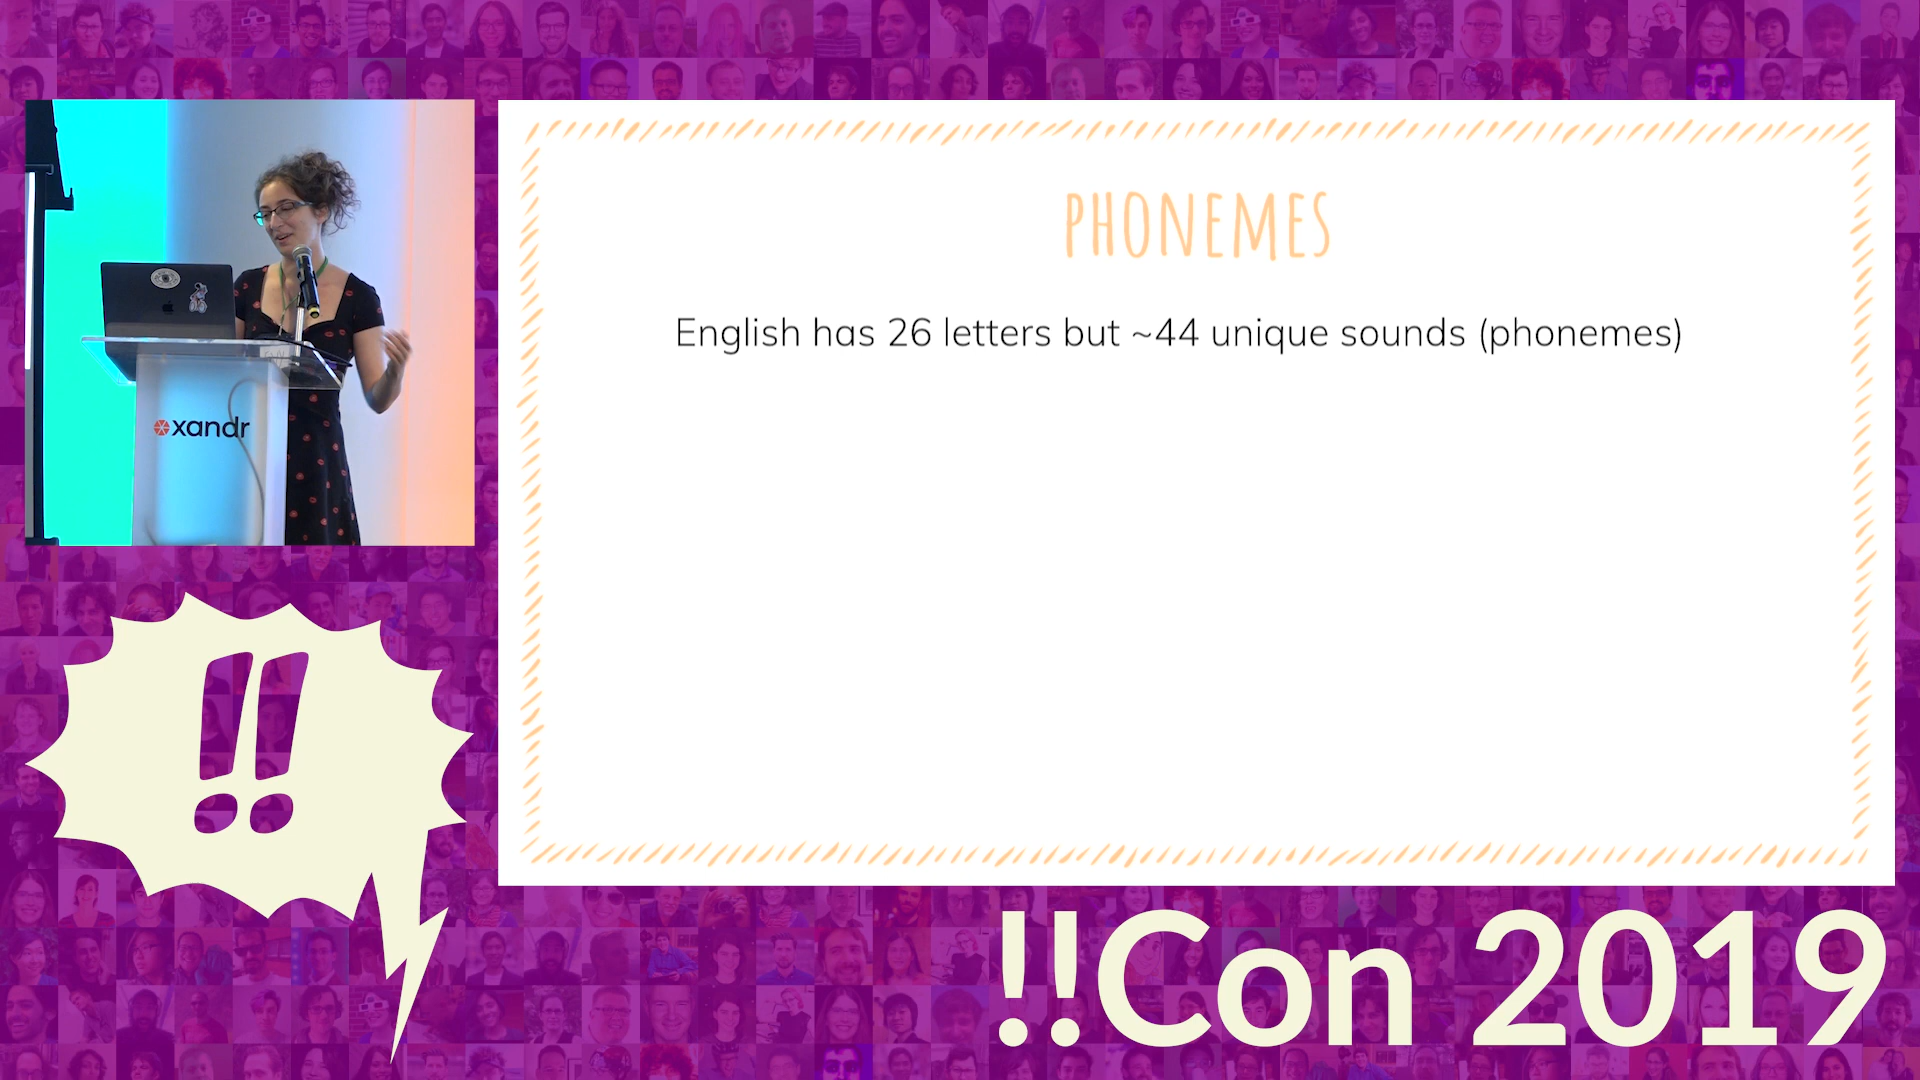 PHONEMES
English has 26 letters but ~44 unique sounds (phonemes)
xandr
!!
!!Con 2019